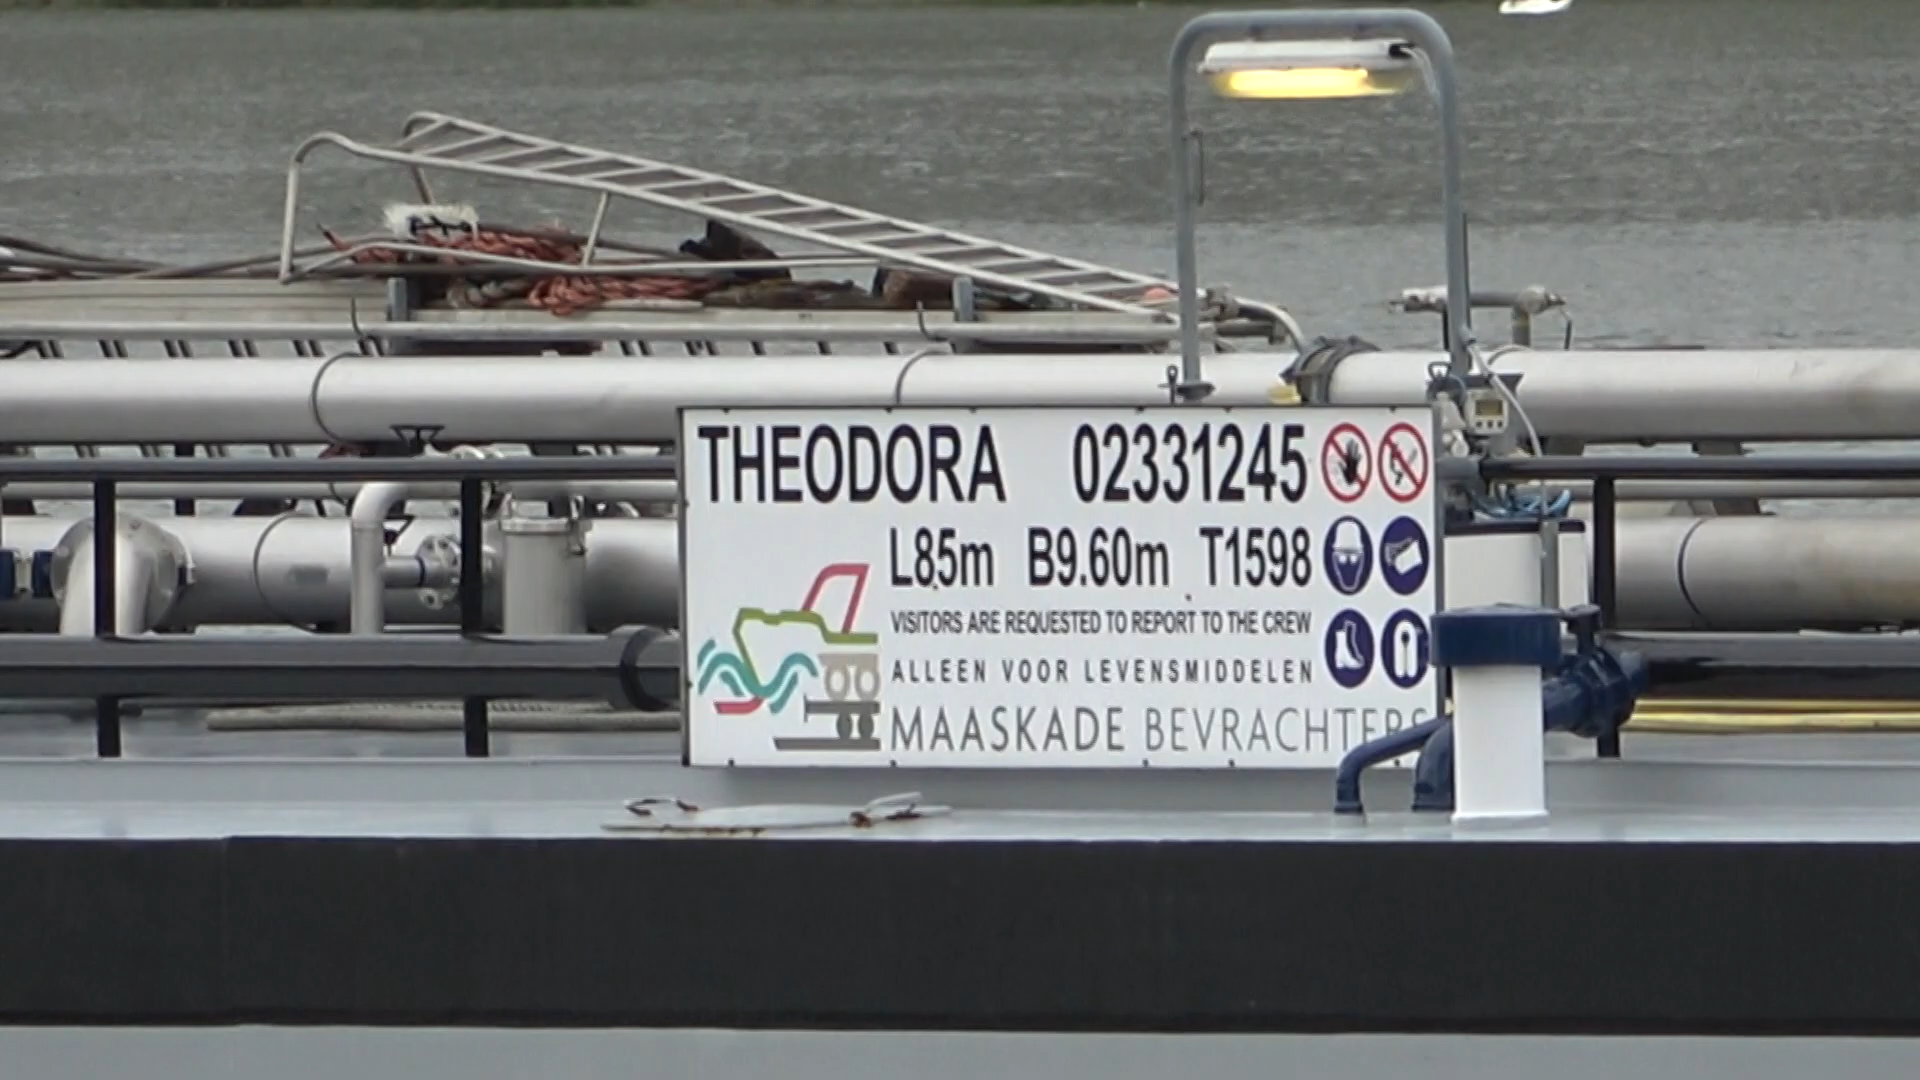 THEODORA 02331245
L85m B9.60m T1598
VISITORS ARE REQUESTED TO REPORT TO THE CREW
ALLEEN VOOR LEVENSMIDDELEN
MAASKADE BEVRACHTERS